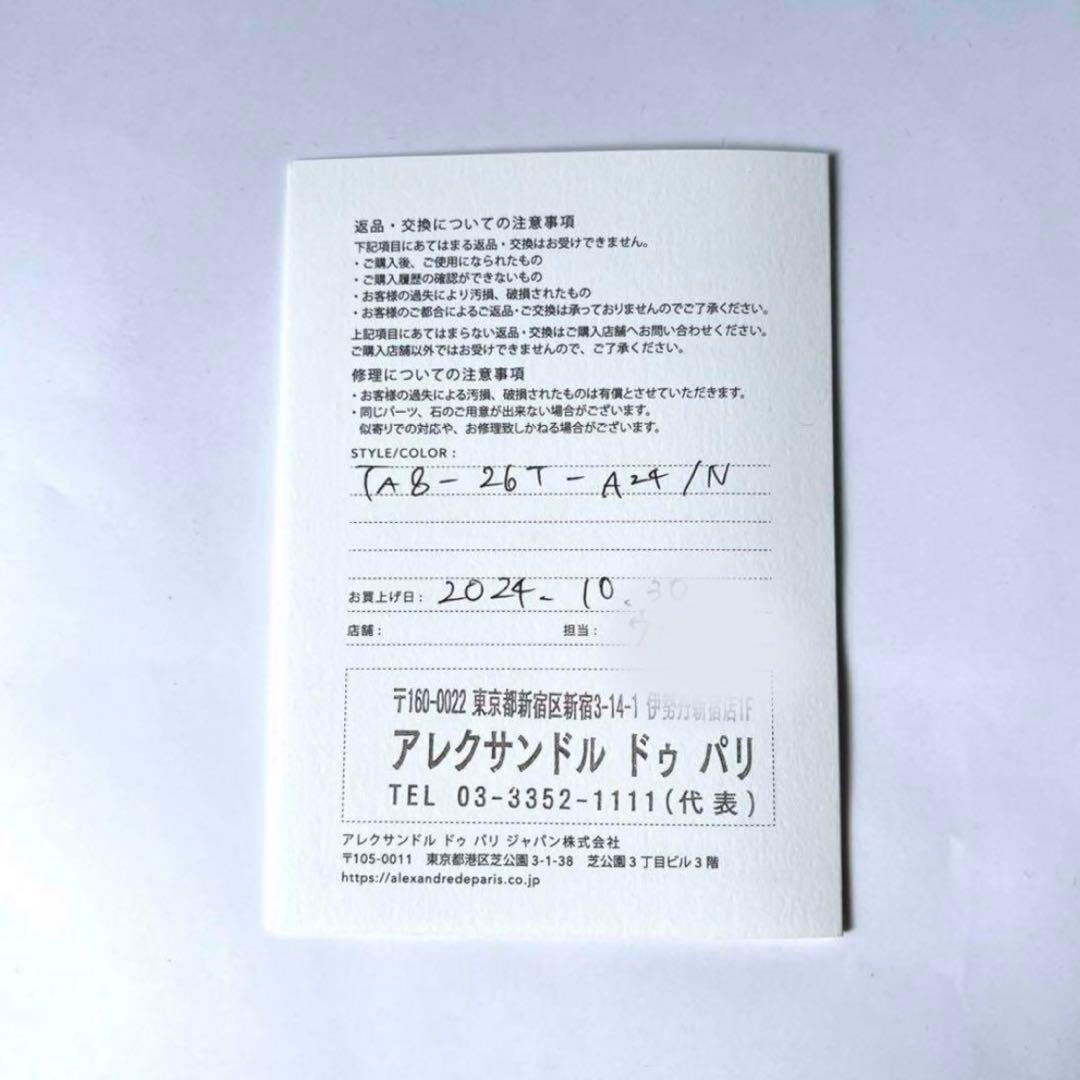 返品・交換についての注意事項
下記項目にあてはまる返品・交換はお受けできません。
・ご購入後、ご使用になられたもの
・ご購入履歴の確認ができないもの
・お客様の過失により汚損、破損されたもの
・お客様のご都合によるご返品・ご交換は承っておりませんのでご了承ください。
上記項目にあてはまらない返品・交換はご購入店舗へお問い合わせください。
ご購入店舗以外ではお受けできませんので、ご了承ください。
修理についての注意事項
・お客様の過失による汚損、破損されたものは有償とさせていただきます。
・同じパーツ、石のご用意が出来ない場合がございます。
似寄りでの対応や、お修理致しかねる場合がございます。
STYLE/COLOR :
TA8-26T-A24/N
お買上げ日: 2024. 10. 30
店舗: 担当:
〒160-0022 東京都新宿区新宿3-14-1 伊勢丹新宿店1F
アレクサンドル ドゥ パリ
TEL 03-3352-1111(代表)
アレクサンドル ドゥ パリ ジャパン株式会社
〒105-0011 東京都港区芝公園3-1-38 芝公園3丁目ビル3階
https://alexandredeparis.co.jp